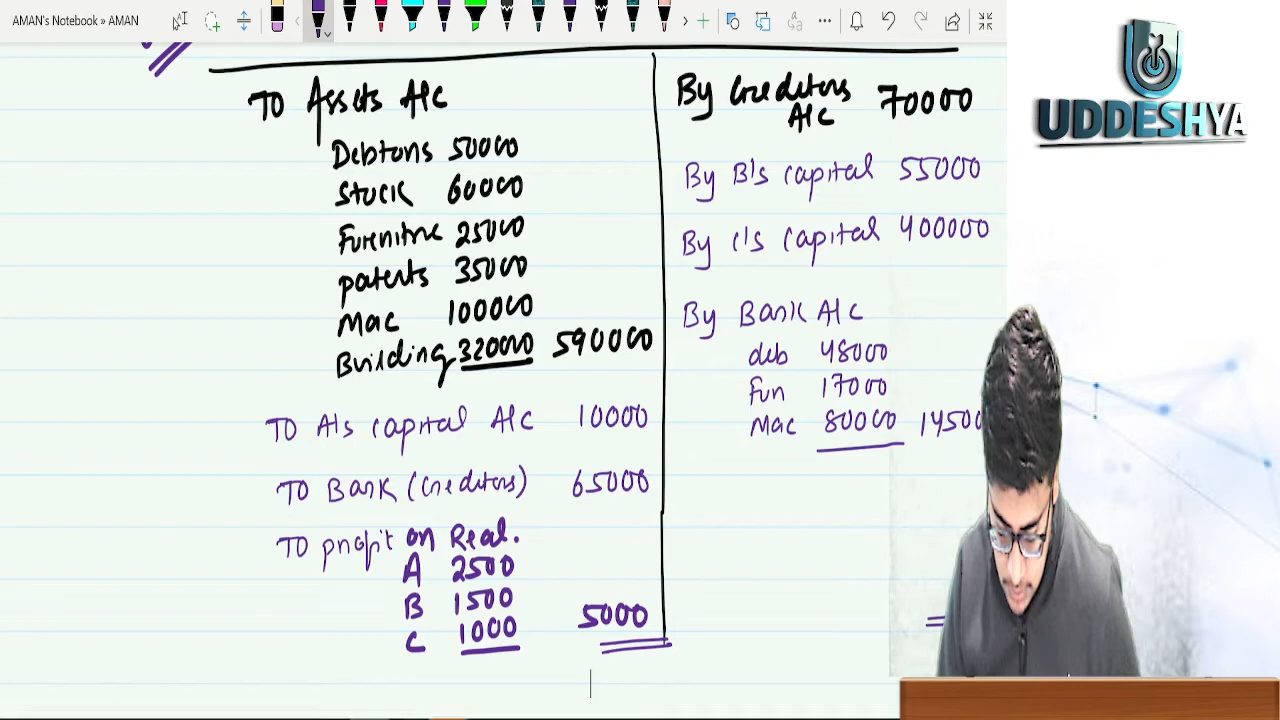 AMAN's Notebook » AMAN
UDDESHYA
To Assets A/c
Debtors 50000
Stock 60000
Furniture 25000
patents 35000
Mac 100000
Building 320000 590000
To A's capital A/c 10000
To Bank (Creditors) 65000
To profit on Real.
A 2500
B 1500
C 1000 5000
By Creditors A/c 70000
By B's capital 55000
By C's capital 400000
By Bank A/c
deb 48000
Fun 17000
Mac 80000